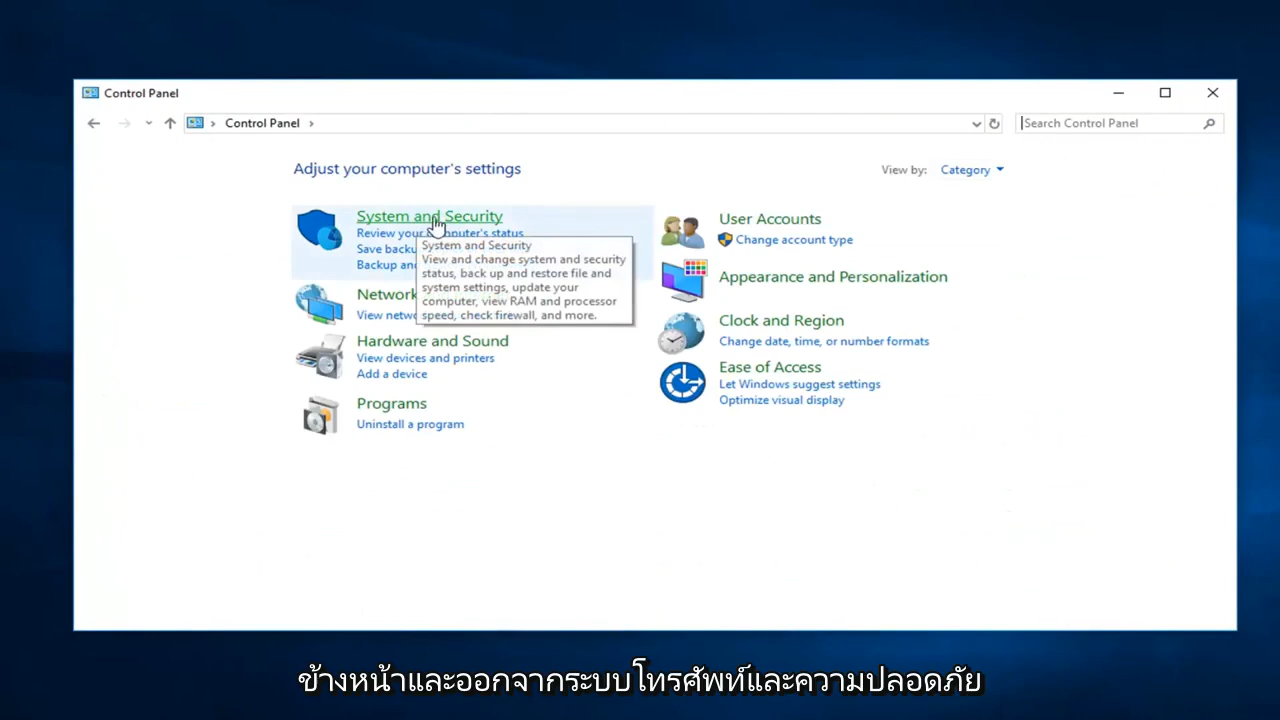 Control Panel
Control Panel
Search Control Panel
Adjust your computer's settings
View by: Category
System and Security
Review your computer's status
Save backu
Backup and
System and Security
View and change system and security
status, back up and restore file and
system settings, update your
computer, view RAM and processor
speed, check firewall, and more.
Network
View netwo
Hardware and Sound
View devices and printers
Add a device
Programs
Uninstall a program
User Accounts
Change account type
Appearance and Personalization
Clock and Region
Change date, time, or number formats
Ease of Access
Let Windows suggest settings
Optimize visual display
ข้างหน้าและออกจากระบบโทรศัพท์และความปลอดภัย